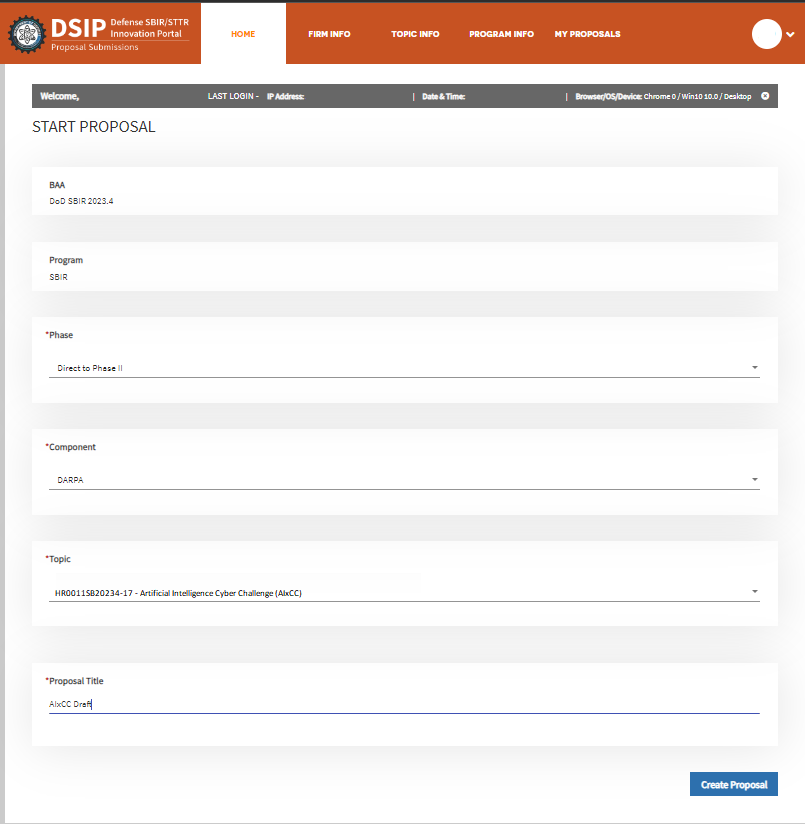 DSIP Defense SBIR/STTR
Innovation Portal
Proposal Submissions
HOME FIRM INFO TOPIC INFO PROGRAM INFO MY PROPOSALS
Welcome, LAST LOGIN - IP Address: | Date & Time: | Browser/OS/Device: Chrome 0 / Win10 10.0 / Desktop
START PROPOSAL
BAA
DoD SBIR 2023.4
Program
SBIR
*Phase
Direct to Phase II
*Component
DARPA
*Topic
HR0011SB20234-17 - Artificial Intelligence Cyber Challenge (AIxCC)
*Proposal Title
AIxCC Draft
Create Proposal